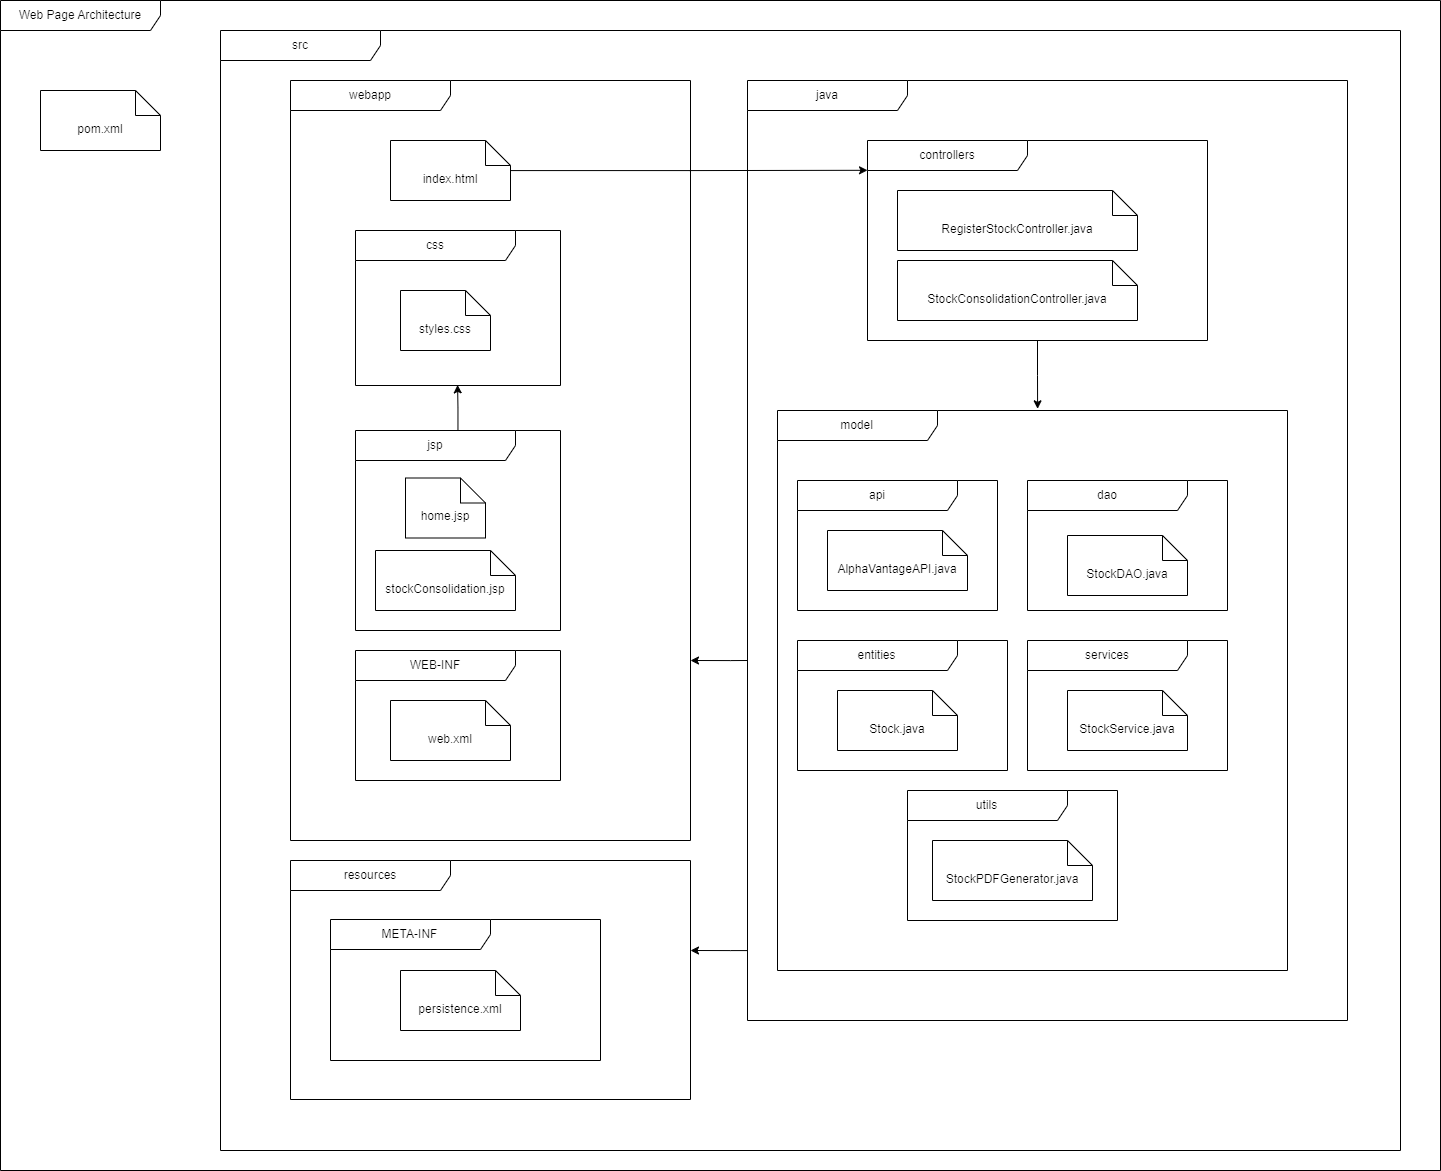 Web Page Architecture
src
pom.xml
webapp
index.html
css
styles.css
jsp
home.jsp
stockConsolidation.jsp
WEB-INF
web.xml
resources
META-INF
persistence.xml
java
controllers
RegisterStockController.java
StockConsolidationController.java
model
api
AlphaVantageAPI.java
dao
StockDAO.java
entities
Stock.java
services
StockService.java
utils
StockPDFGenerator.java